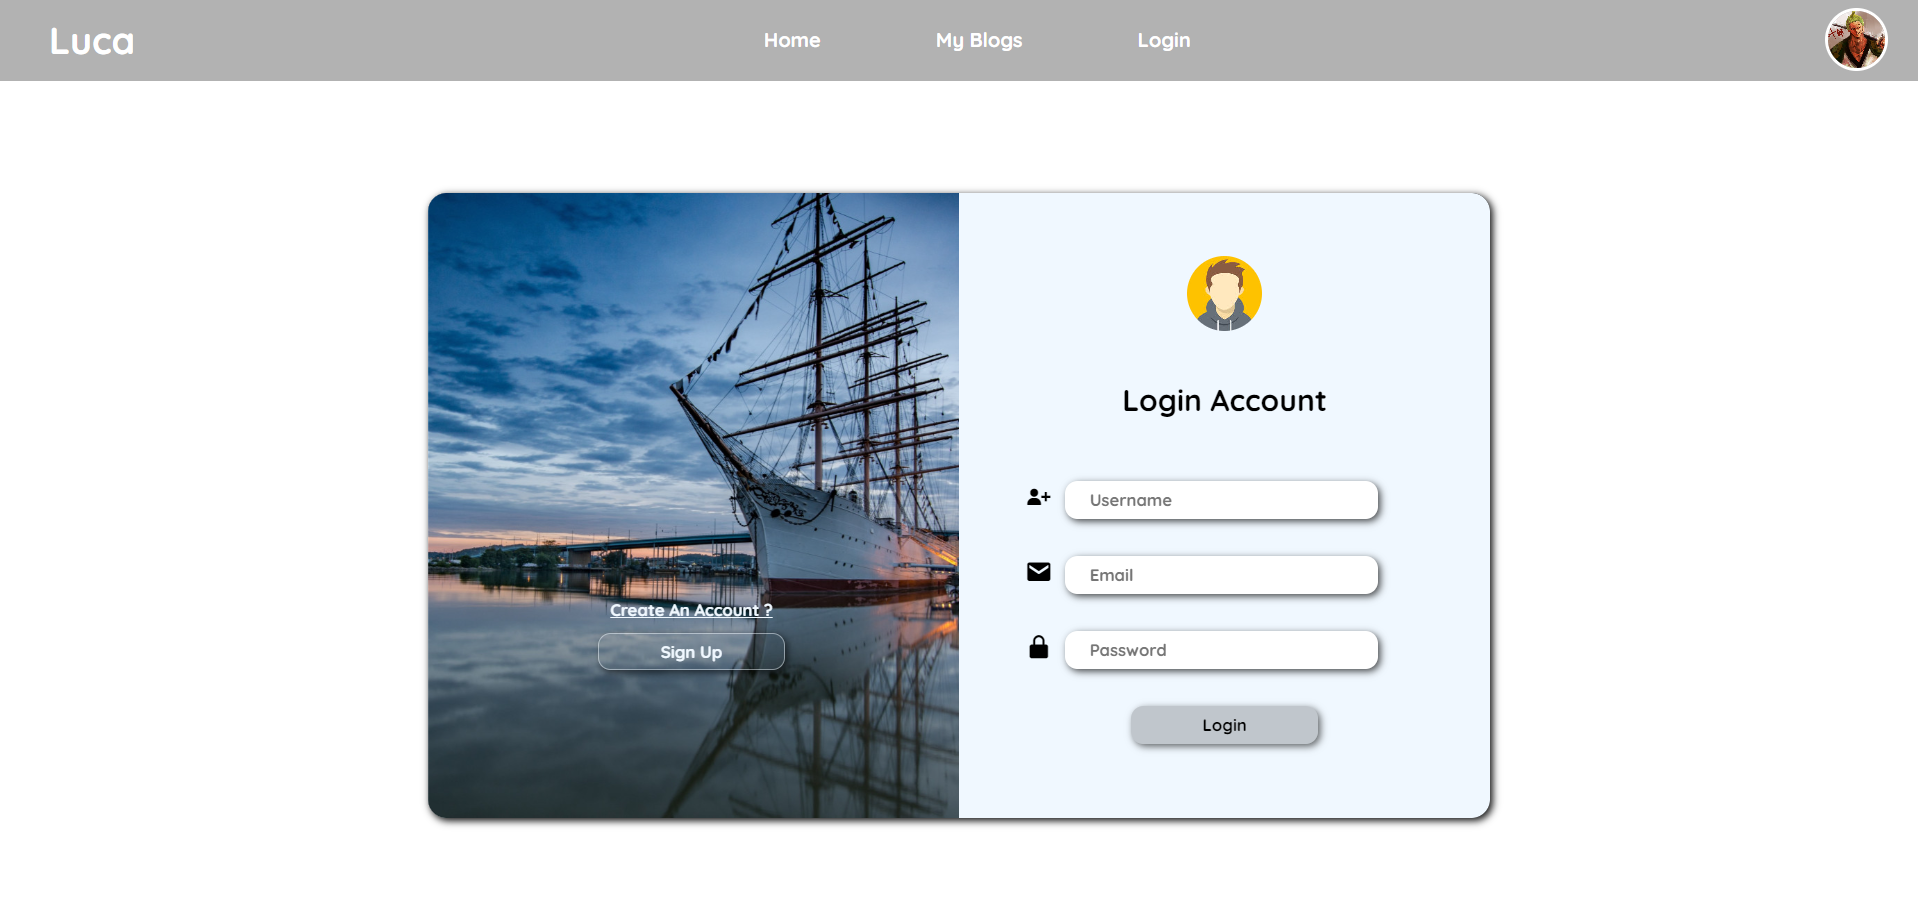 Luca
Home
My Blogs
Login
Login Account
Username
Email
Password
Login
Create An Account ?
Sign Up